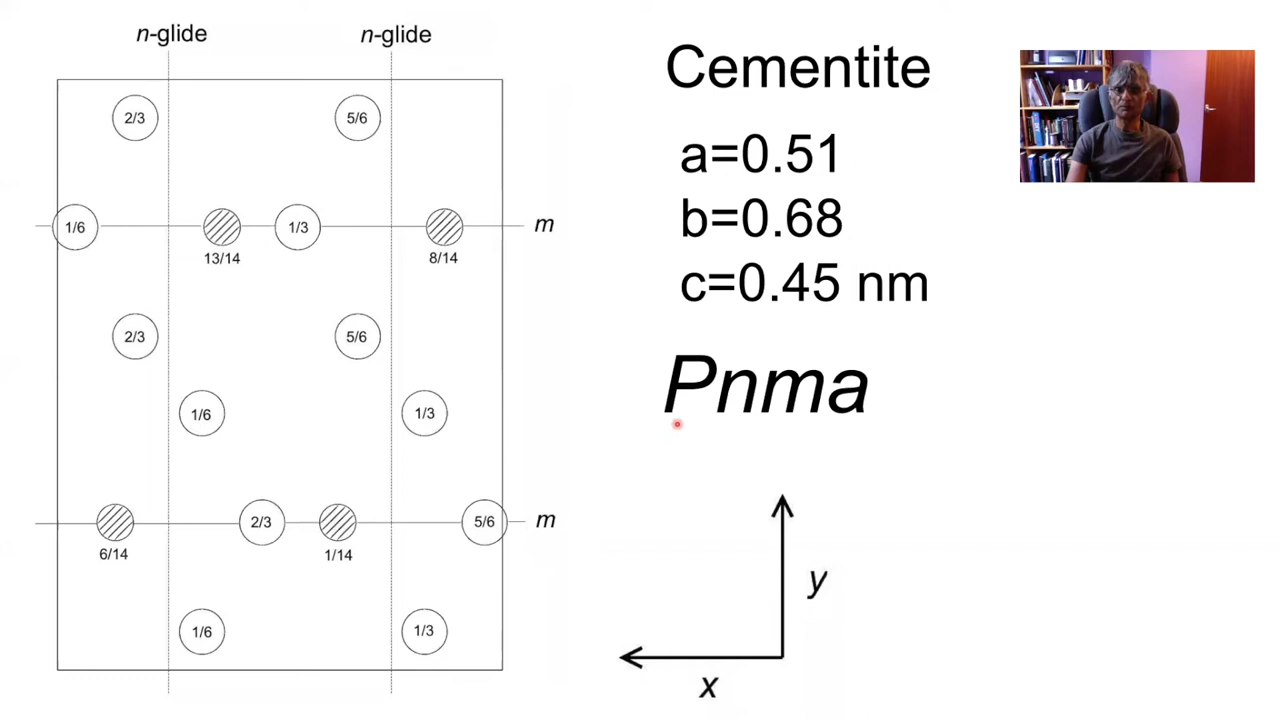 n-glide n-glide
2/3 5/6
1/6 1/3 m
13/14 8/14
2/3 5/6
1/6 1/3
2/3 5/6 m
6/14 1/14
1/6 1/3
Cementite
a=0.51
b=0.68
c=0.45 nm
Pnma
y
x